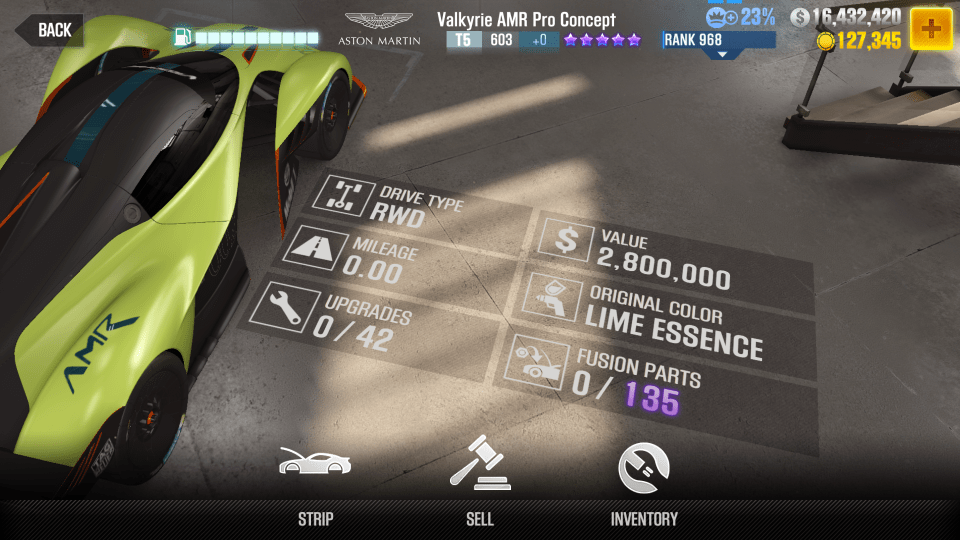 BACK
ASTON MARTIN
Valkyrie AMR Pro Concept
T5 603 +0
23%
RANK 968
$ 16,432,420
127,345
+
DRIVE TYPE
RWD
MILEAGE
0.00
UPGRADES
0 / 42
$
VALUE
2,800,000
ORIGINAL COLOR
LIME ESSENCE
FUSION PARTS
0 / 135
AMR
STRIP
SELL
INVENTORY